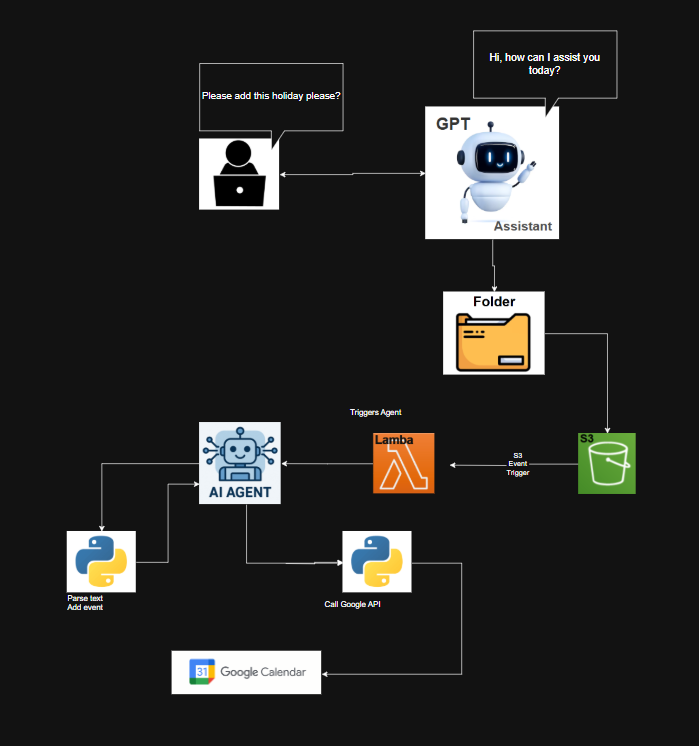 Hi, how can I assist you
today?
Please add this holiday please?
GPT
Assistant
Folder
Triggers Agent
Lamba
S3
S3
Event
Trigger
AI AGENT
Parse text
Add event
Call Google API
31
Google Calendar